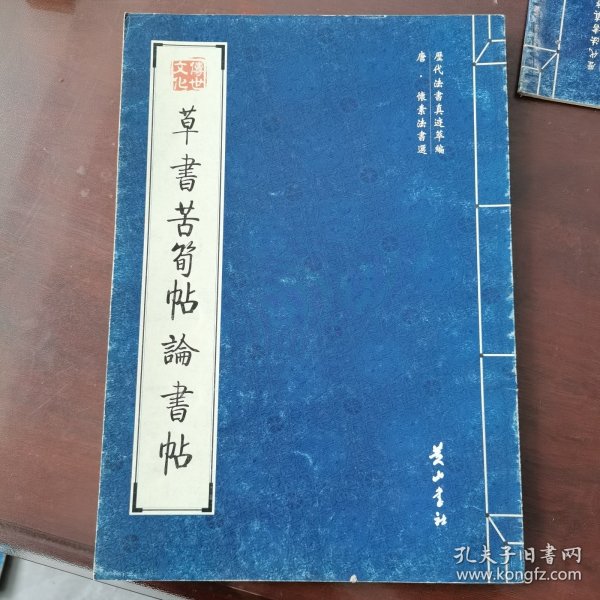 歷代法書真迹萃編
唐·懷素法書選
傳世
文化
草書苦筍帖論書帖
黄山書社
孔夫子旧書网
www.kongfz.com